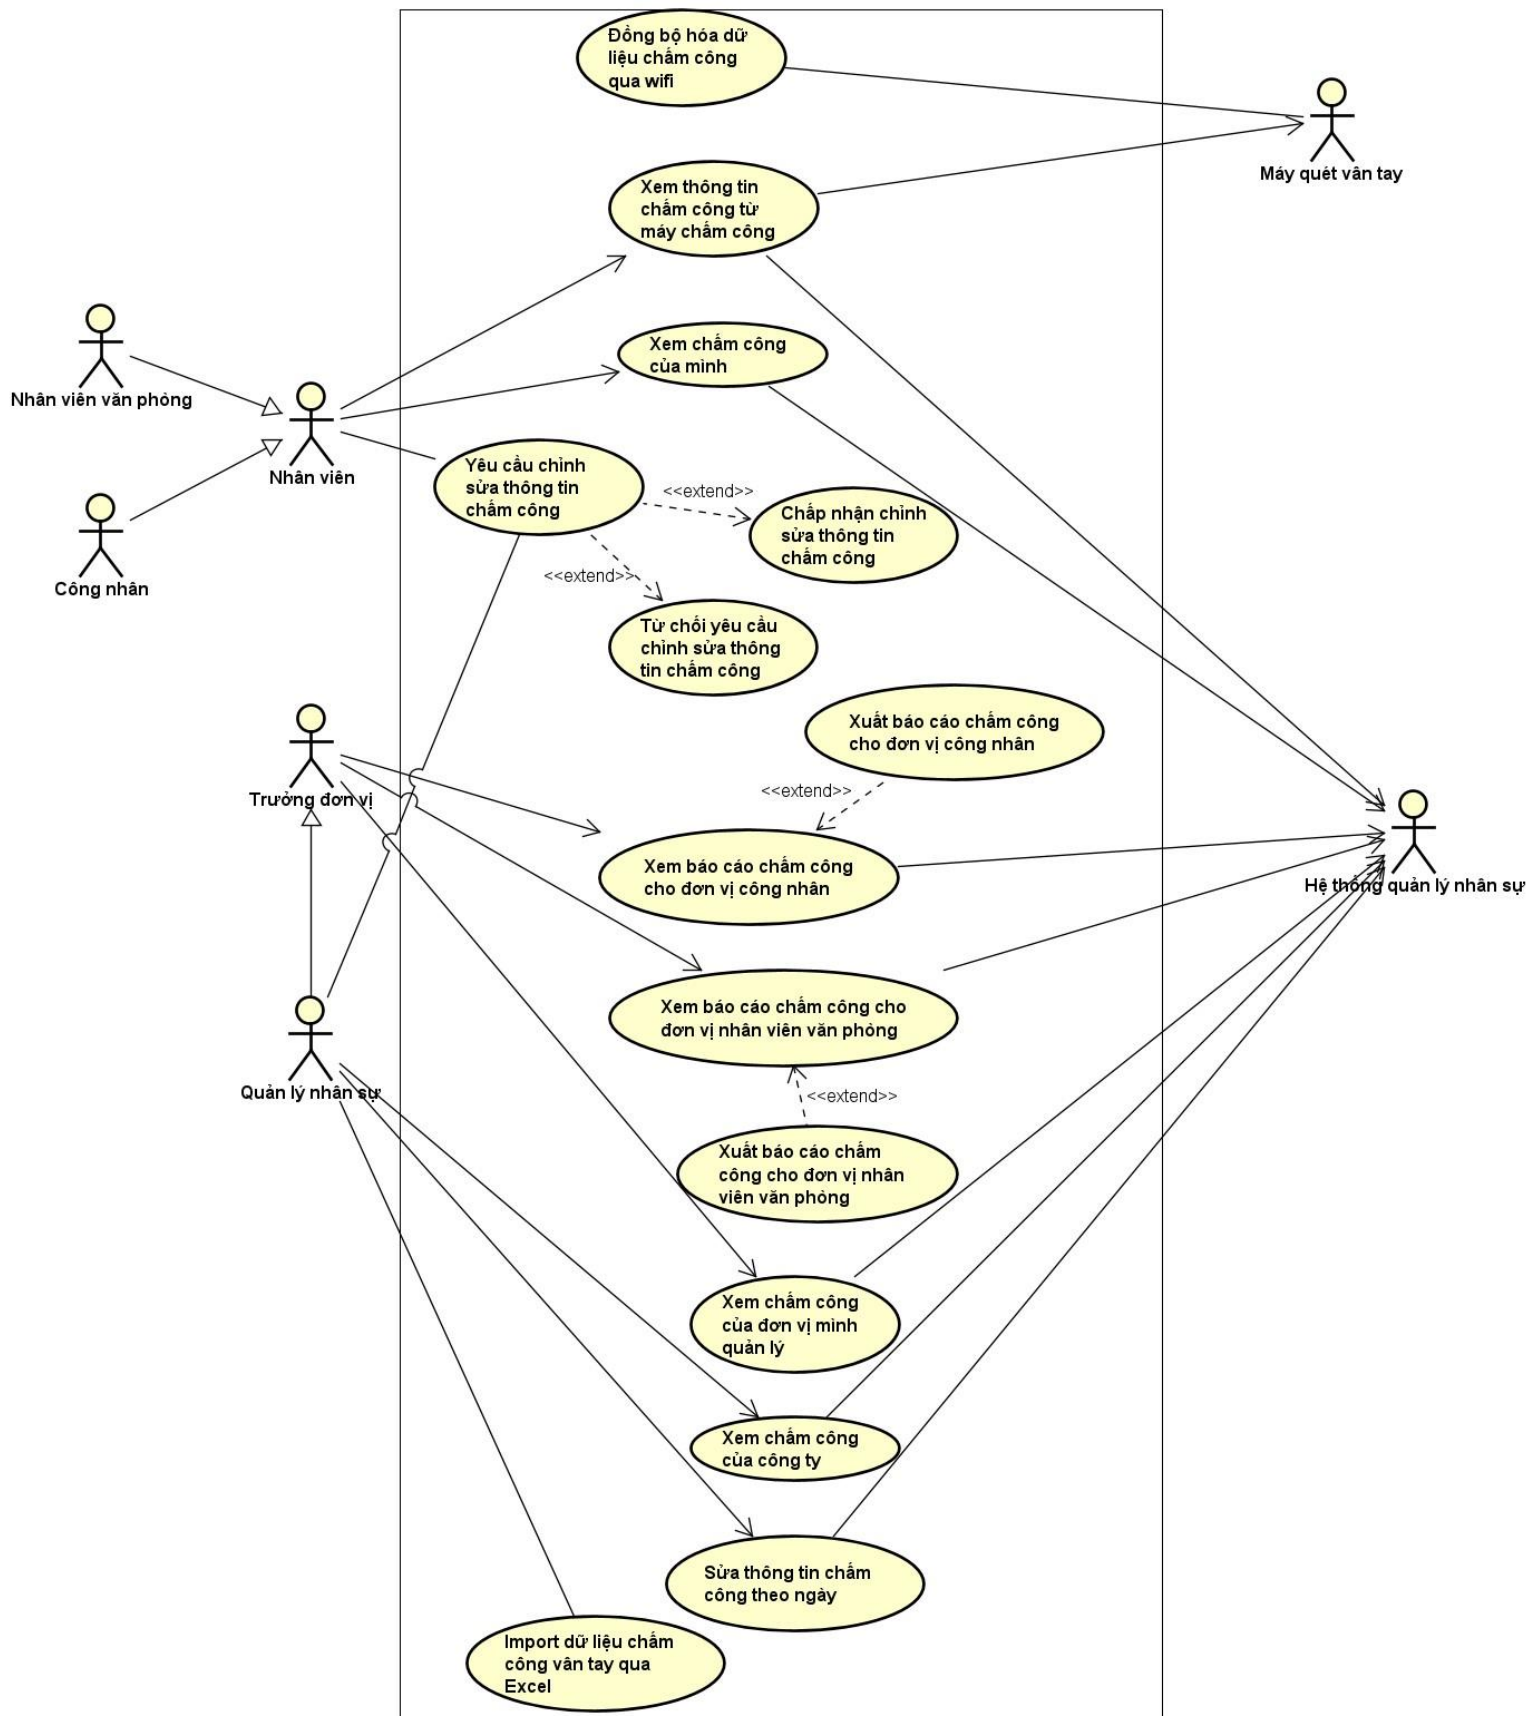 Đồng bộ hóa dữ
liệu chấm công
qua wifi
Máy quét vân tay
Xem thông tin
chấm công từ
máy chấm công
Nhân viên văn phòng
Xem chấm công
của mình
Nhân viên
Yêu cầu chỉnh
sửa thông tin
chấm công
<<extend>>
Chấp nhận chỉnh
sửa thông tin
chấm công
Công nhân
<<extend>>
Từ chối yêu cầu
chỉnh sửa thông
tin chấm công
Xuất báo cáo chấm công
cho đơn vị công nhân
Trưởng đơn vị
<<extend>>
Xem báo cáo chấm công
cho đơn vị công nhân
Hệ thống quản lý nhân sự
Xem báo cáo chấm công cho
đơn vị nhân viên văn phòng
Quản lý nhân sự
<<extend>>
Xuất báo cáo chấm
công cho đơn vị nhân
viên văn phòng
Xem chấm công
của đơn vị mình
quản lý
Xem chấm công
của công ty
Sửa thông tin chấm
công theo ngày
Import dữ liệu chấm
công vân tay qua
Excel